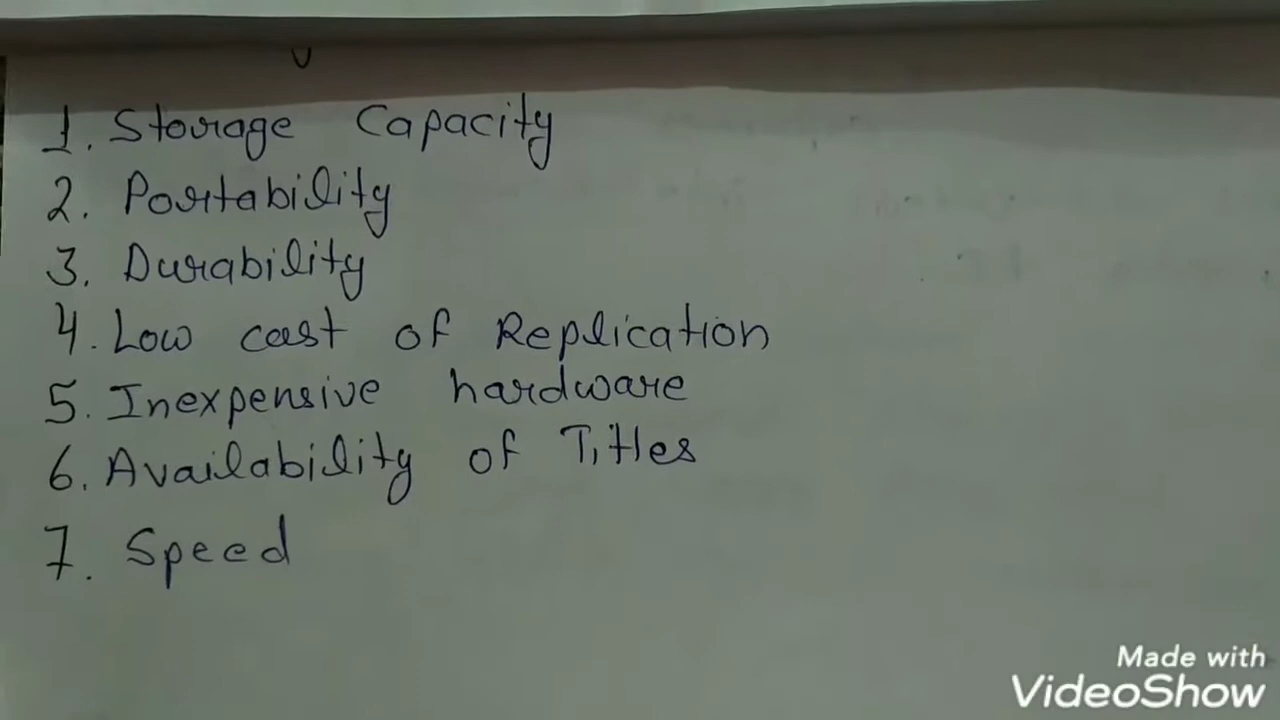 1. Storage Capacity
2. Portability
3. Durability
4. Low cost of Replication
5. Inexpensive hardware
6. Availability of Titles
7. Speed
Made with
VideoShow